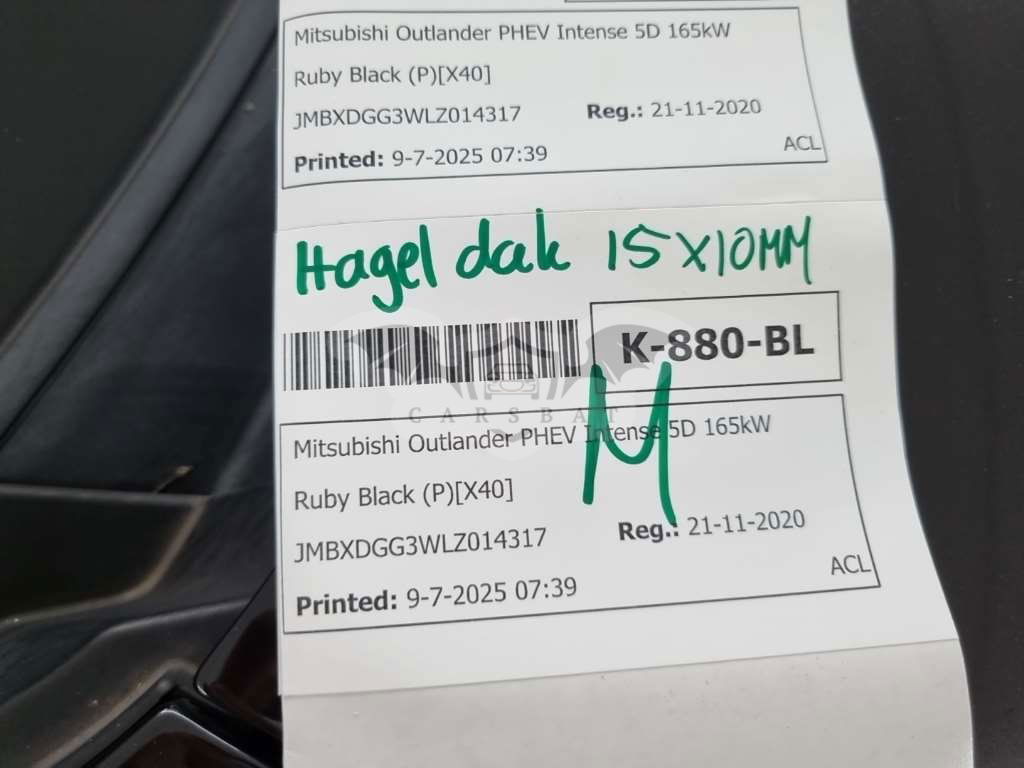 Mitsubishi Outlander PHEV Intense 5D 165kW
Ruby Black (P)[X40]
JMBXDGG3WLZ014317 Reg.: 21-11-2020
Printed: 9-7-2025 07:39 ACL
Hagel dak 15x10MM
K-880-BL
M
CARSBAT
Mitsubishi Outlander PHEV Intense 5D 165kW
Ruby Black (P)[X40]
JMBXDGG3WLZ014317 Reg.: 21-11-2020
Printed: 9-7-2025 07:39 ACL